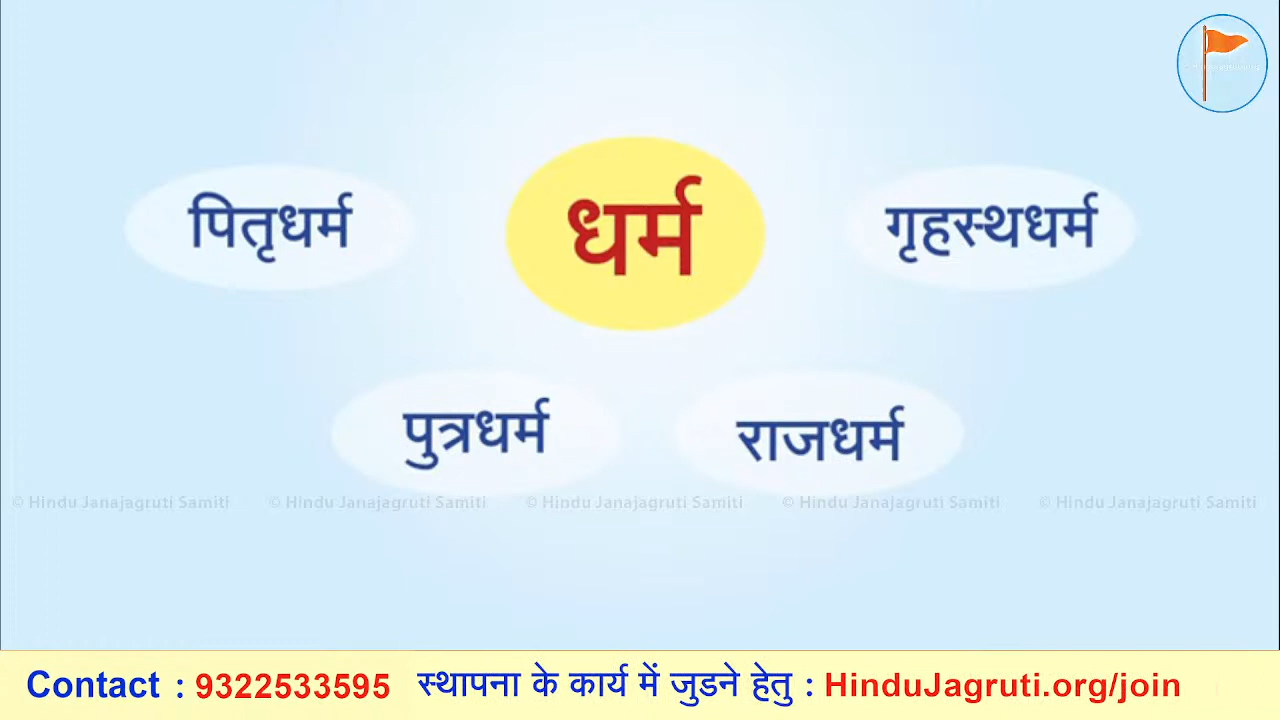 पितृधर्म
धर्म
गृहस्थधर्म
पुत्रधर्म
राजधर्म
© Hindu Janajagruti Samiti © Hindu Janajagruti Samiti © Hindu Janajagruti Samiti © Hindu Janajagruti Samiti © Hindu Janajagruti Samiti
Contact : 9322533595 स्थापना के कार्य में जुडने हेतु : HinduJagruti.org/join